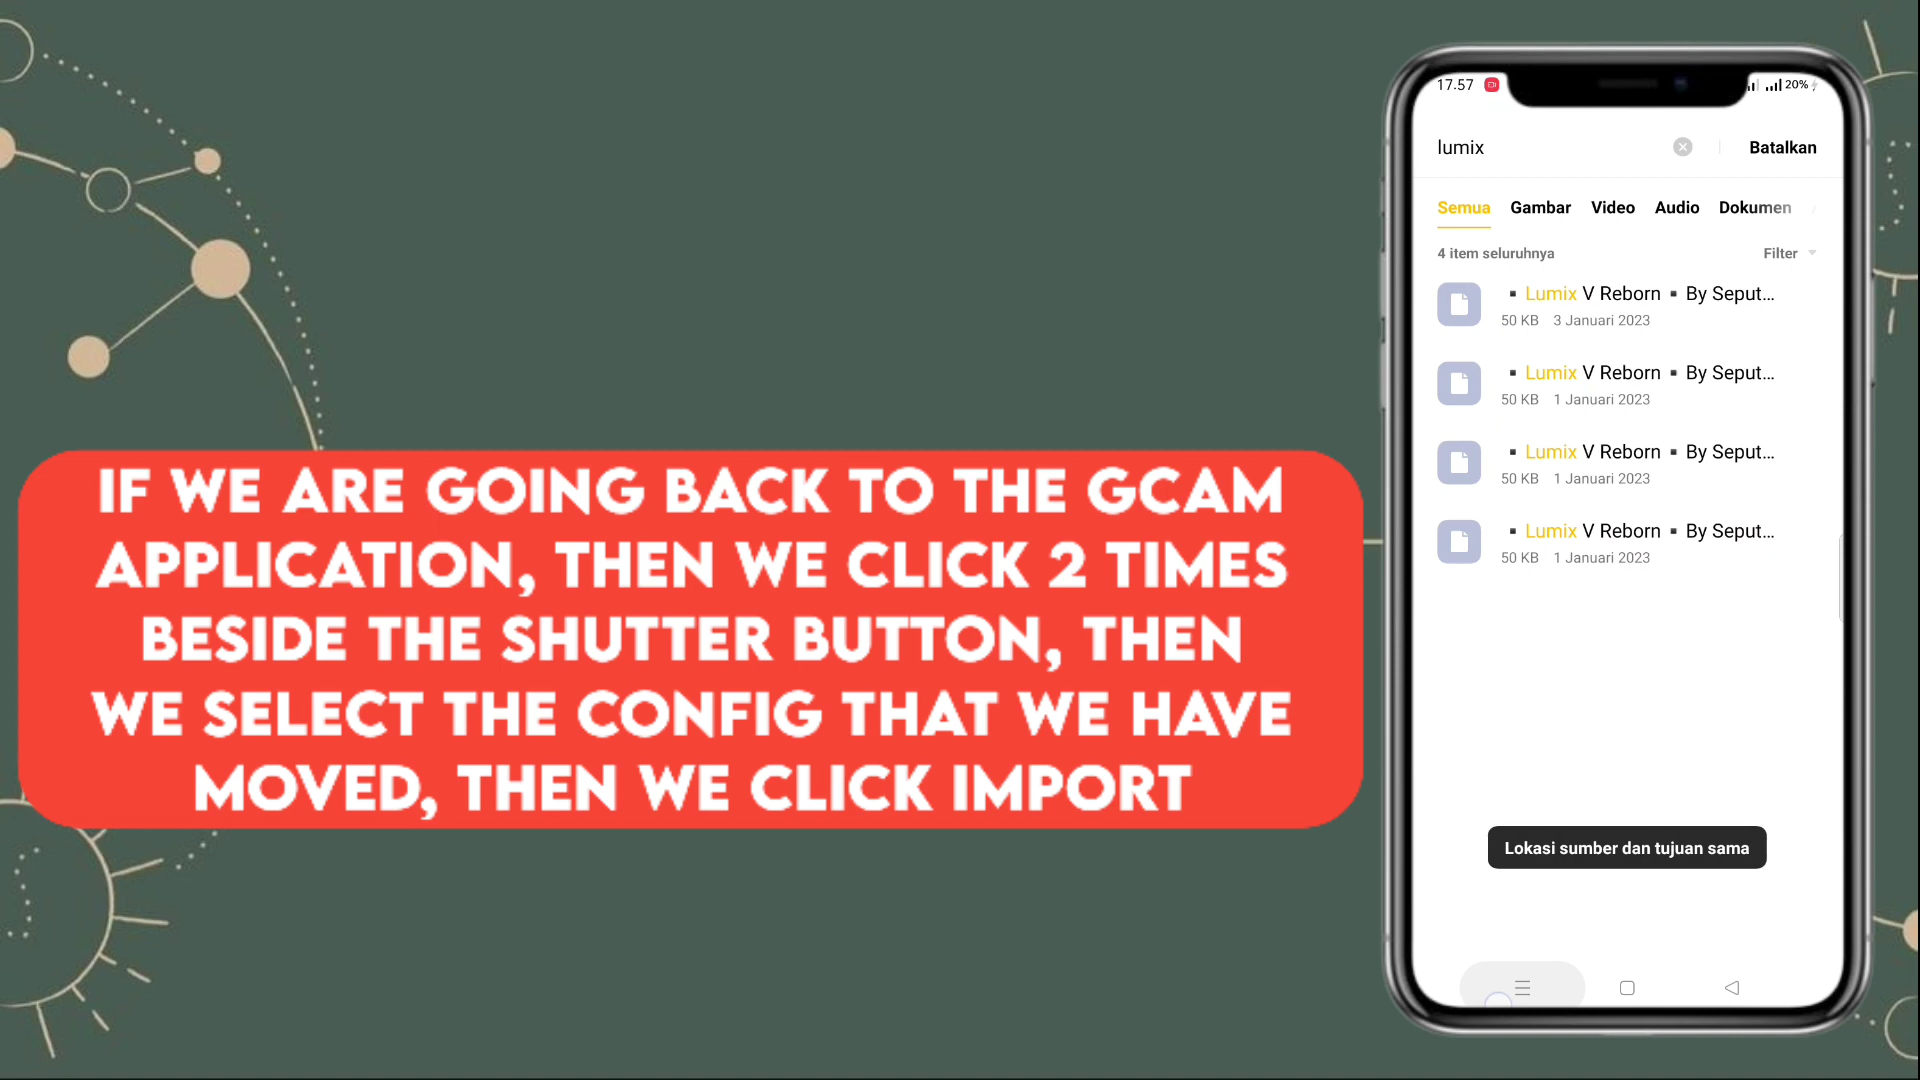 IF WE ARE GOING BACK TO THE GCAM
APPLICATION, THEN WE CLICK 2 TIMES
BESIDE THE SHUTTER BUTTON, THEN
WE SELECT THE CONFIG THAT WE HAVE
MOVED, THEN WE CLICK IMPORT
17.57 20%
lumix Batalkan
Semua Gambar Video Audio Dokumen
4 item seluruhnya Filter
▪ Lumix V Reborn ▪ By Seput...
50 KB 3 Januari 2023
▪ Lumix V Reborn ▪ By Seput...
50 KB 1 Januari 2023
▪ Lumix V Reborn ▪ By Seput...
50 KB 1 Januari 2023
▪ Lumix V Reborn ▪ By Seput...
50 KB 1 Januari 2023
Lokasi sumber dan tujuan sama